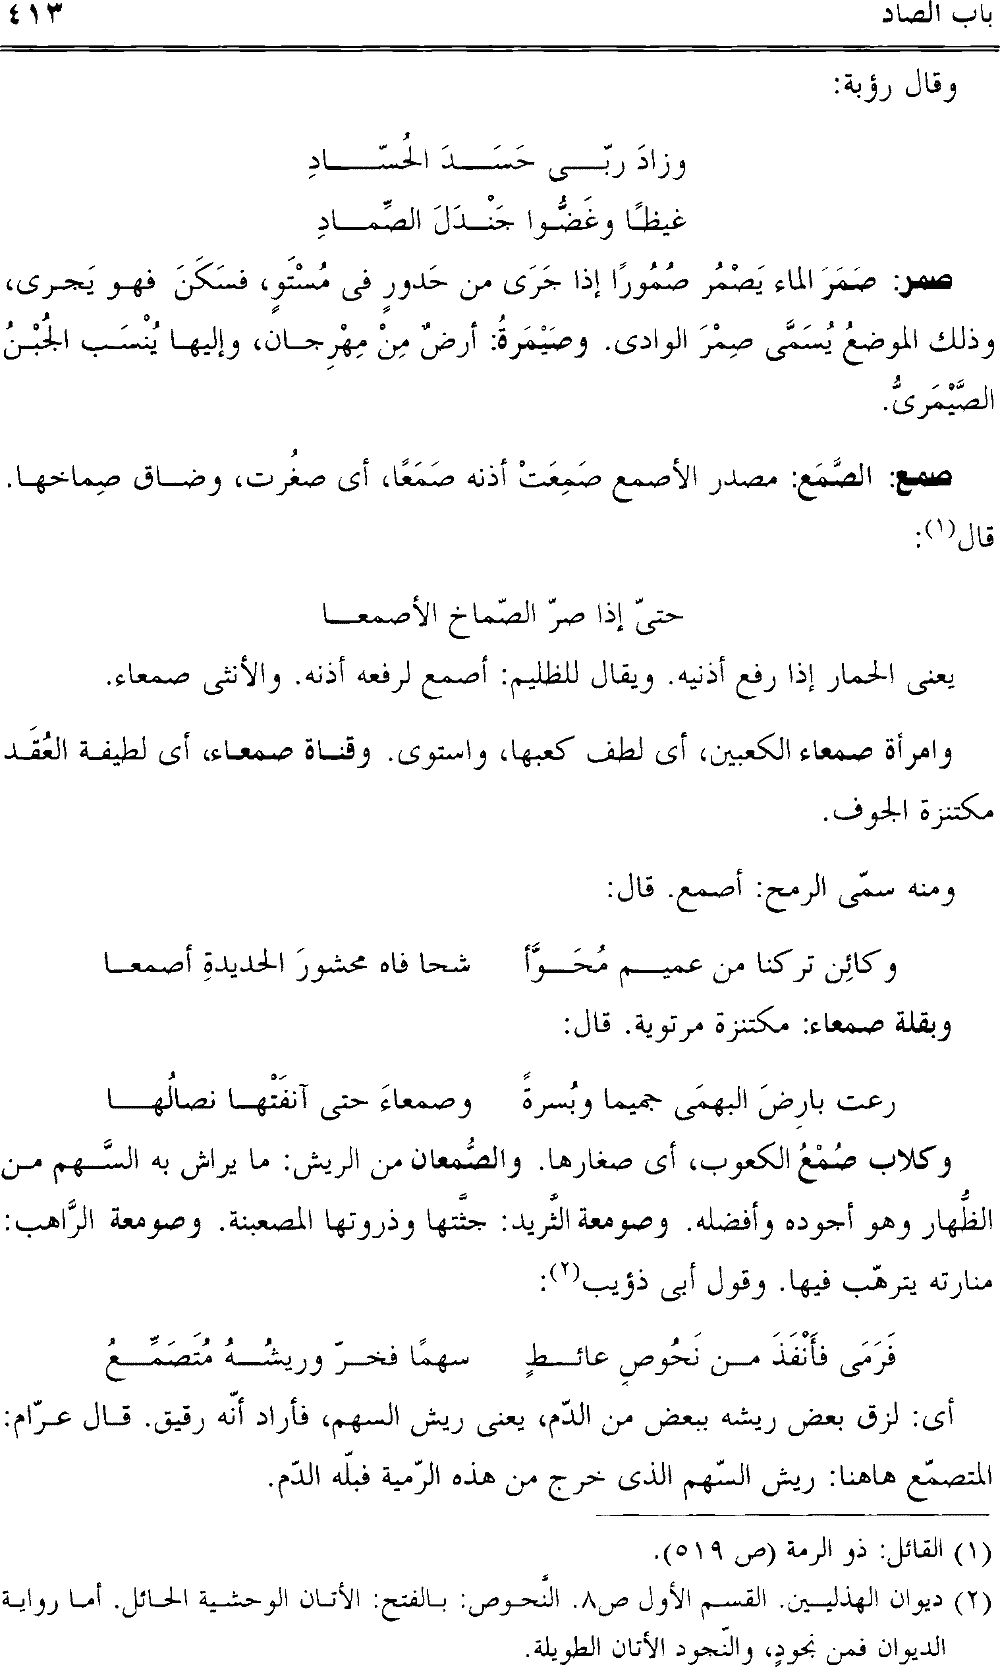 باب الصاد ٤١٣
وقال رؤبة:
وزادَ ربّى حَسَدَ الحُسّادِ
غيظًا وغَضُّوا جَنْدَلَ الصِّمادِ
صمر: صَمَرَ الماء يَصْمُر صُمُورًا إذا جَرَى من حَدورٍ فى مُسْتَوٍ، فسَكَنَ فهو يَجرى،
وذلك الموضعُ يُسَمَّى صِمْرَ الوادى. وصَيْمَرةُ: أرضٌ مِنْ مِهْرِجان، وإليها يُنْسَب الجُبْنُ
الصَّيْمَرىُّ.
صمع: الصَّمَع: مصدر الأصمع صَمِعَتْ أذنه صَمَعًا، أى صغُرت، وضاق صِماخها.
قال(١):
حتىّ إذا صرّ الصّماخ الأصمعا
يعنى الحمار إذا رفع أذنيه. ويقال للظليم: أصمع لرفعه أذنه. والأنثى صمعاء.
وامرأة صمعاء الكعبين، أى لطف كعبها، واستوى. وقناة صمعاء، أى لطيفة العُقَد
مكتنزة الجوف.
ومنه سمّى الرمح: أصمع. قال:
وكائِن تركنا من عميم مُحَوَّأ شحا فاه محشورَ الحديدةِ أصمعا
وبقلة صمعاء: مكتنزة مرتوية. قال:
رعت بارِضَ البهمَى جميما وبُسرةً وصمعاءَ حتى آنفَتْها نصالُها
وكلاب صُمْعُ الكعوب، أى صغارها. والصُّمعان من الريش: ما يراش به السَّهم من
الظُّهار وهو أجوده وأفضله. وصومعة الثَّريد: جثَّتها وذروتها المصعبنة. وصومعة الرَّاهب:
منارته يترهّب فيها. وقول أبى ذؤيب(٢):
فَرَمَى فأَنْفَذَ من نَحُوصٍ عائطٍ سهمًا فخرّ وريشُهُ مُتَصَمِّعُ
أى: لزق بعض ريشه ببعض من الدّم، يعنى ريش السهم، فأراد أنّه رقيق. قال عرّام:
المتصمّع هاهنا: ريش السّهم الذى خرج من هذه الرّمية فبلّه الدّم.
(١) القائل: ذو الرمة (ص ٥١٩).
(٢) ديوان الهذليين. القسم الأول ص٨. النَّحوص: بالفتح: الأتان الوحشية الحائل. أما رواية
الديوان فمن نجودٍ، والنّجود الأتان الطويلة.